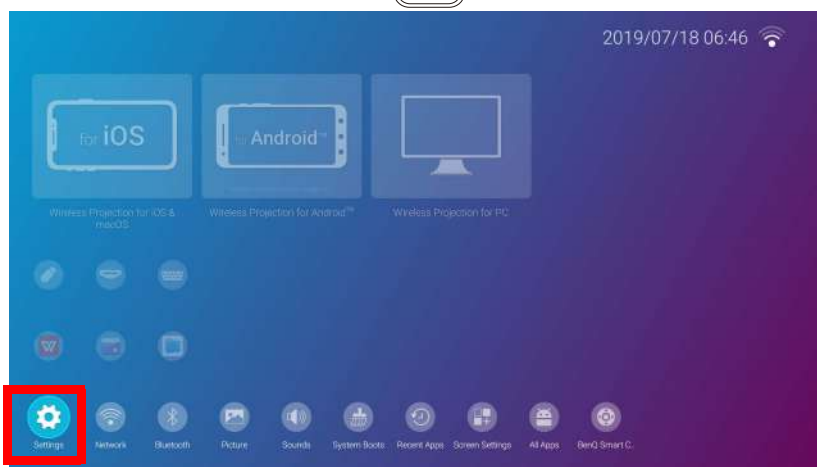 2019/07/18 06:46
for iOS
for Android™
Wireless Projection for iOS &
macOS
Wireless Projection for Android™
Wireless Projection for PC
Settings
Network
Bluetooth
Picture
Sounds
System Boots
Recent Apps
Screen Settings
All Apps
BenQ Smart C..